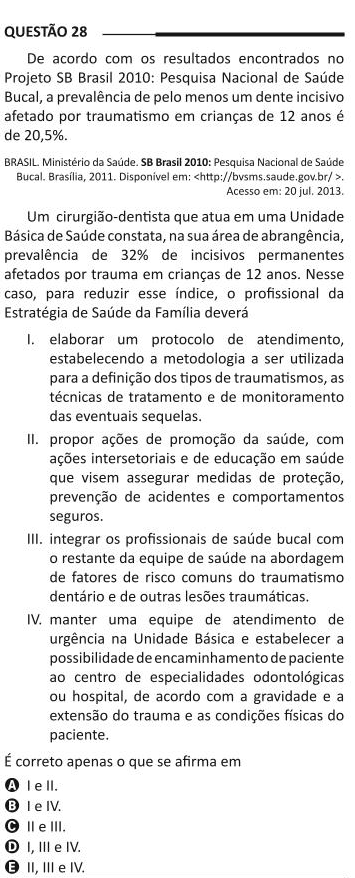 QUESTÃO 28
De acordo com os resultados encontrados no
Projeto SB Brasil 2010: Pesquisa Nacional de Saúde
Bucal, a prevalência de pelo menos um dente incisivo
afetado por traumatismo em crianças de 12 anos é
de 20,5%.
BRASIL. Ministério da Saúde. SB Brasil 2010: Pesquisa Nacional de Saúde
Bucal. Brasília, 2011. Disponível em: <http://bvsms.saude.gov.br/ >.
Acesso em: 20 jul. 2013.
Um cirurgião-dentista que atua em uma Unidade
Básica de Saúde constata, na sua área de abrangência,
prevalência de 32% de incisivos permanentes
afetados por trauma em crianças de 12 anos. Nesse
caso, para reduzir esse índice, o profissional da
Estratégia de Saúde da Família deverá
I. elaborar um protocolo de atendimento,
estabelecendo a metodologia a ser utilizada
para a definição dos tipos de traumatismos, as
técnicas de tratamento e de monitoramento
das eventuais sequelas.
II. propor ações de promoção da saúde, com
ações intersetoriais e de educação em saúde
que visem assegurar medidas de proteção,
prevenção de acidentes e comportamentos
seguros.
III. integrar os profissionais de saúde bucal com
o restante da equipe de saúde na abordagem
de fatores de risco comuns do traumatismo
dentário e de outras lesões traumáticas.
IV. manter uma equipe de atendimento de
urgência na Unidade Básica e estabelecer a
possibilidade de encaminhamento de paciente
ao centro de especialidades odontológicas
ou hospital, de acordo com a gravidade e a
extensão do trauma e as condições físicas do
paciente.
É correto apenas o que se afirma em
A I e II.
B I e IV.
C II e III.
D I, III e IV.
E II, III e IV.